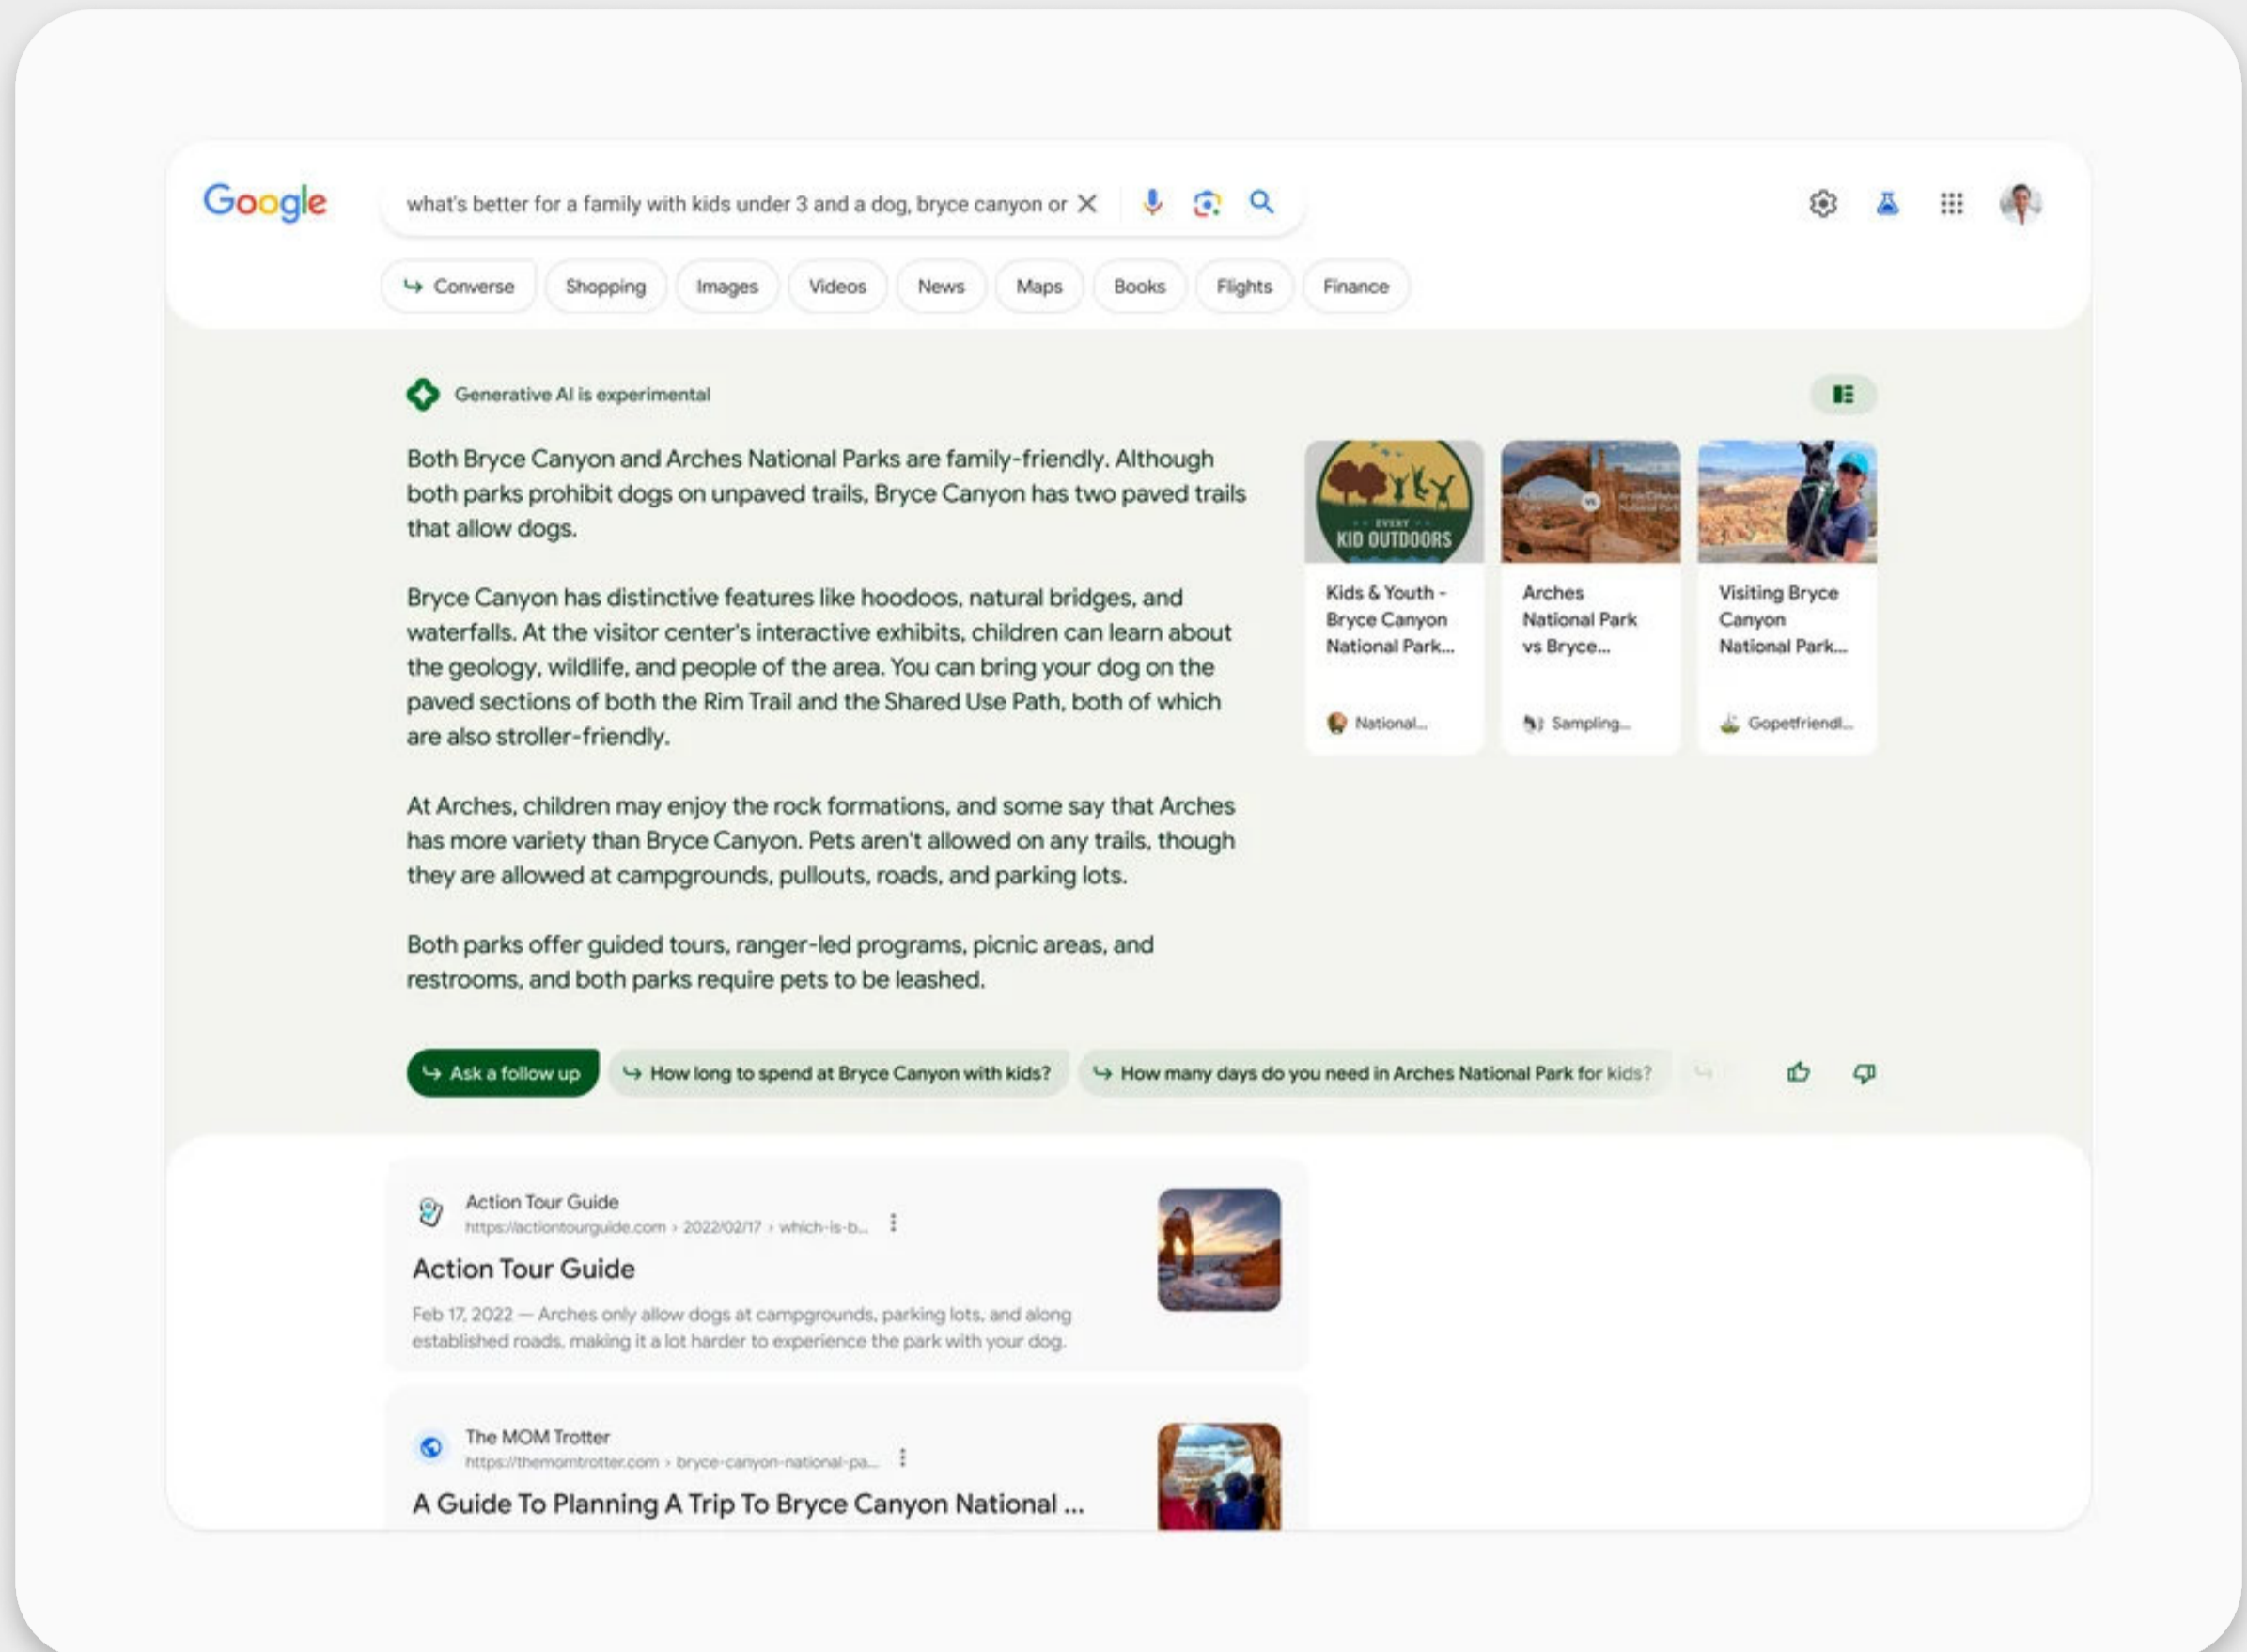 Google
what's better for a family with kids under 3 and a dog, bryce canyon or
Converse
Shopping
Images
Videos
News
Maps
Books
Flights
Finance
Generative AI is experimental
Both Bryce Canyon and Arches National Parks are family-friendly. Although
both parks prohibit dogs on unpaved trails, Bryce Canyon has two paved trails
that allow dogs.
Bryce Canyon has distinctive features like hoodoos, natural bridges, and
waterfalls. At the visitor center's interactive exhibits, children can learn about
the geology, wildlife, and people of the area. You can bring your dog on the
paved sections of both the Rim Trail and the Shared Use Path, both of which
are also stroller-friendly.
At Arches, children may enjoy the rock formations, and some say that Arches
has more variety than Bryce Canyon. Pets aren't allowed on any trails, though
they are allowed at campgrounds, pullouts, roads, and parking lots.
Both parks offer guided tours, ranger-led programs, picnic areas, and
restrooms, and both parks require pets to be leashed.
EVERY
KID OUTDOORS
Kids & Youth -
Bryce Canyon
National Park...
National...
VS
Arches
National Park
vs Bryce...
Sampling...
Visiting Bryce
Canyon
National Park...
Gopetfriendl...
Ask a follow up
How long to spend at Bryce Canyon with kids?
How many days do you need in Arches National Park for kids?
Action Tour Guide
https://actiontourguide.com › 2022/02/17 › which-is-b...
Action Tour Guide
Feb 17, 2022 — Arches only allow dogs at campgrounds, parking lots, and along
established roads, making it a lot harder to experience the park with your dog.
The MOM Trotter
https://themomtrotter.com › bryce-canyon-national-pa...
A Guide To Planning A Trip To Bryce Canyon National ...